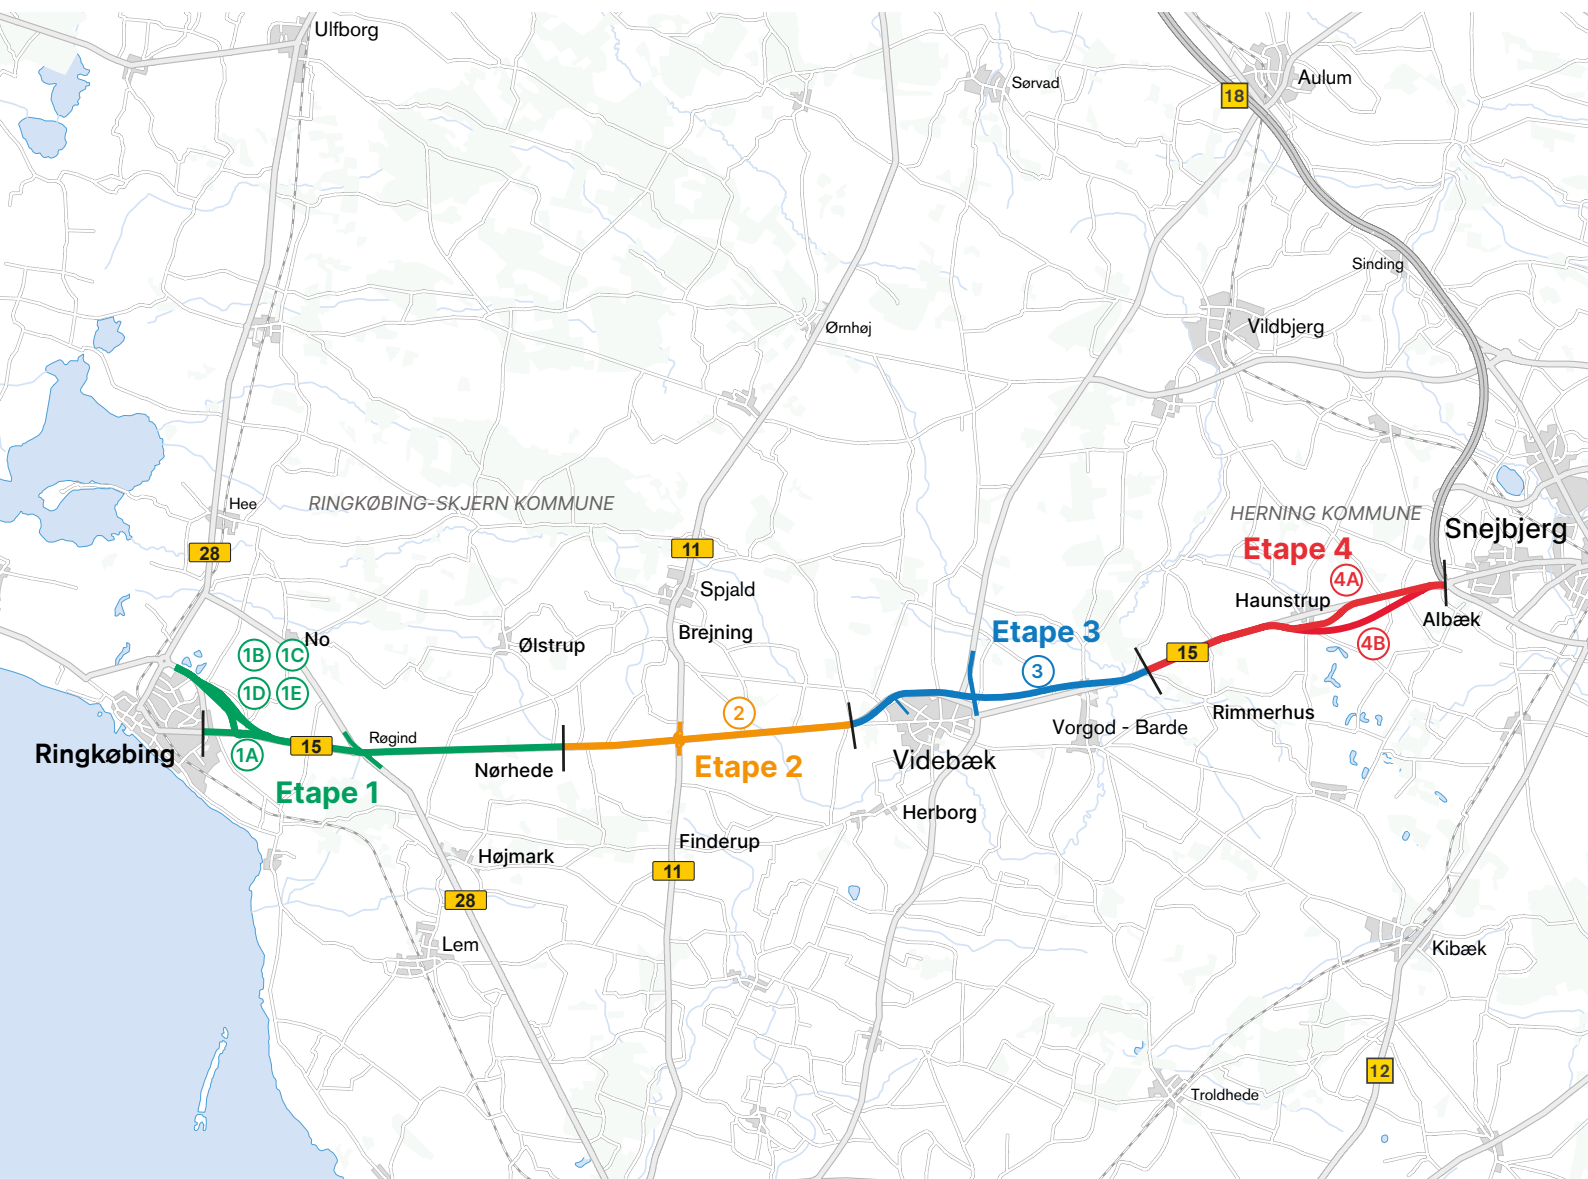 Ulfborg
Sørvad
Aulum
18
Sinding
Ørnhøj
Vildbjerg
Hee
RINGKØBING-SKJERN KOMMUNE
HERNING KOMMUNE
Snejbjerg
28
11
Etape 4
4A
Spjald
Haunstrup
Albæk
No
Ølstrup
Brejning
Etape 3
1B
1C
15
4B
3
1D
1E
2
Rimmerhus
Vorgod - Barde
Ringkøbing
1A
15
Røgind
Nørhede
Etape 2
Videbæk
Etape 1
Herborg
Finderup
Højmark
11
28
Lem
Kibæk
12
Troldhede